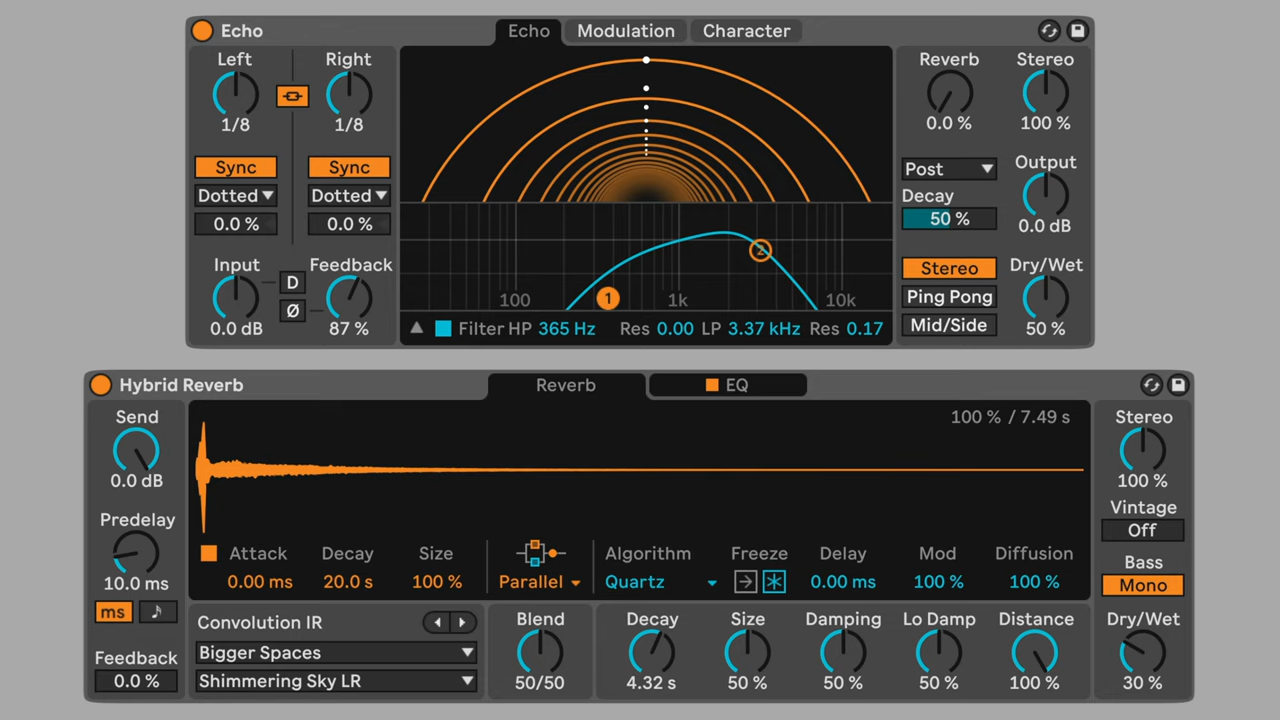 Echo
Echo Modulation Character
Left Right
1/8 1/8
Sync Sync
Dotted Dotted
0.0 % 0.0 %
Input D Feedback
Ø
0.0 dB 87 %
100 1k 10k
1 2
Filter HP 365 Hz Res 0.00 LP 3.37 kHz Res 0.17
Reverb Stereo
0.0 % 100 %
Post Output
Decay
50 % 0.0 dB
Stereo Dry/Wet
Ping Pong
Mid/Side 50 %
Hybrid Reverb
Reverb EQ
Send
0.0 dB
Predelay
10.0 ms
ms
Feedback
0.0 %
100 % / 7.49 s
Attack Decay Size Algorithm Freeze Delay Mod Diffusion
0.00 ms 20.0 s 100 % Parallel Quartz 0.00 ms 100 % 100 %
Convolution IR
Bigger Spaces
Shimmering Sky LR
Blend Decay Size Damping Lo Damp Distance
50/50 4.32 s 50 % 50 % 50 % 100 %
Stereo
100 %
Vintage
Off
Bass
Mono
Dry/Wet
30 %